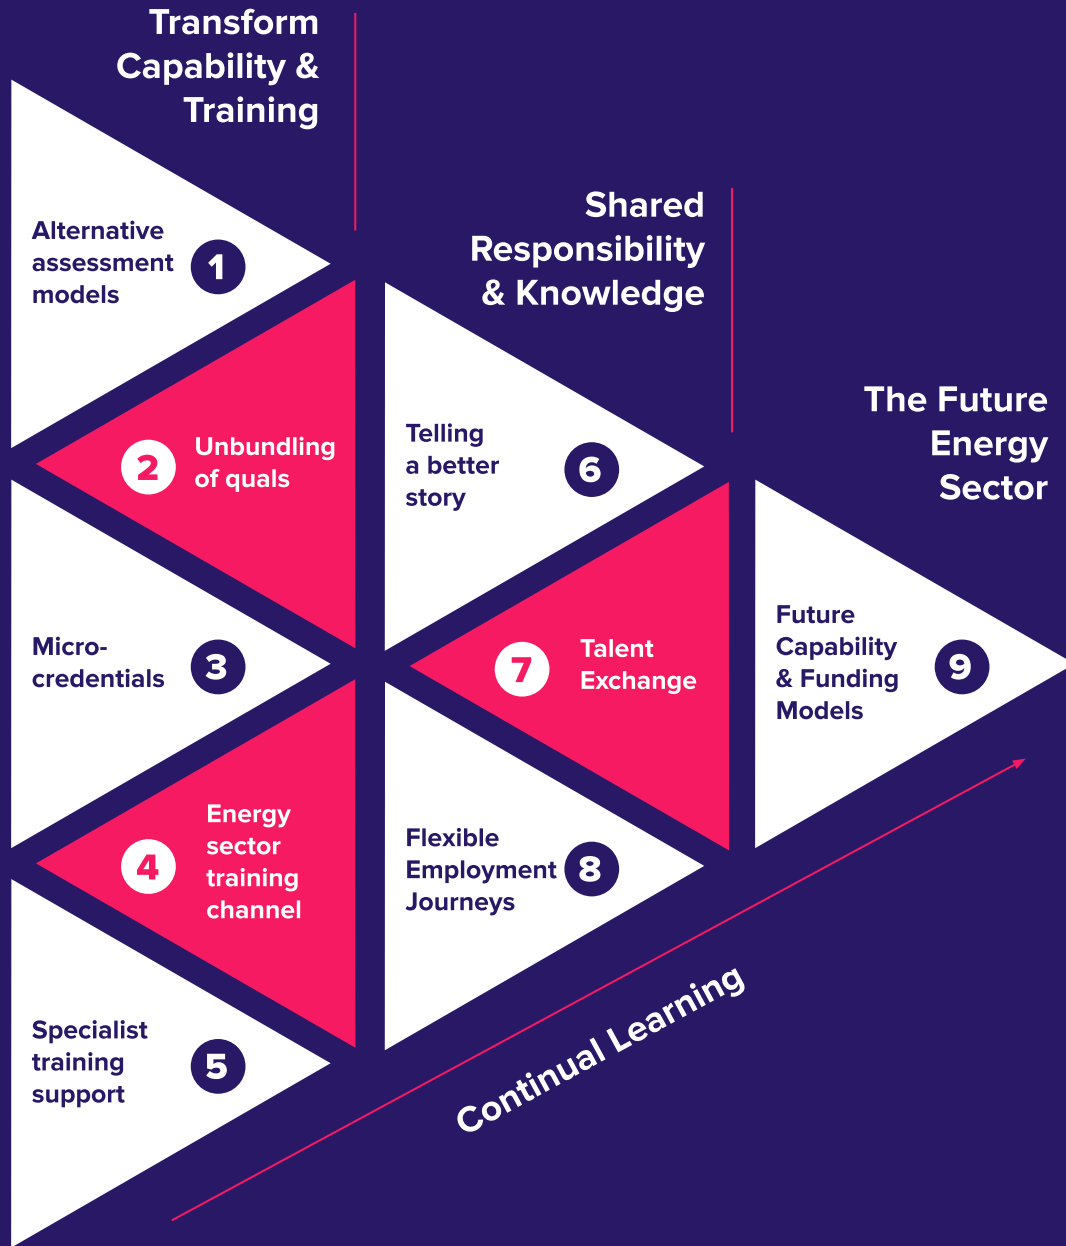 Transform
Capability &
Training
Alternative
assessment
models
1
2
Unbundling
of quals
Micro-
credentials
3
4
Energy
sector
training
channel
Specialist
training
support
5
Shared
Responsibility
& Knowledge
Telling
a better
story
6
7
Talent
Exchange
Flexible
Employment
Journeys
8
The Future
Energy
Sector
Future
Capability
& Funding
Models
9
Continual Learning